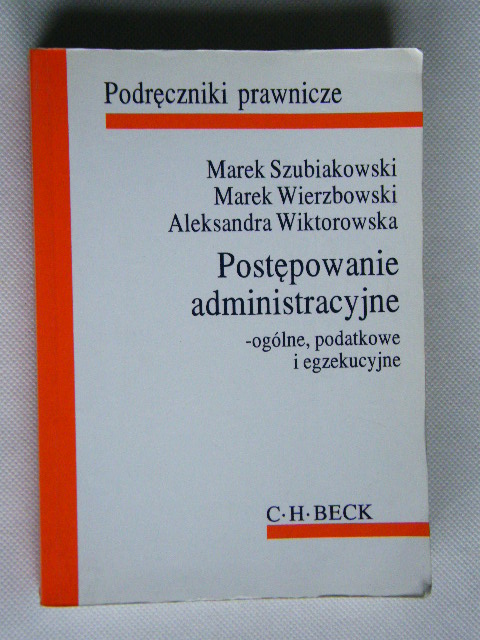 Podręczniki prawnicze
Marek Szubiakowski
Marek Wierzbowski
Aleksandra Wiktorowska
Postępowanie
administracyjne
-ogólne, podatkowe
i egzekucyjne
C·H·BECK